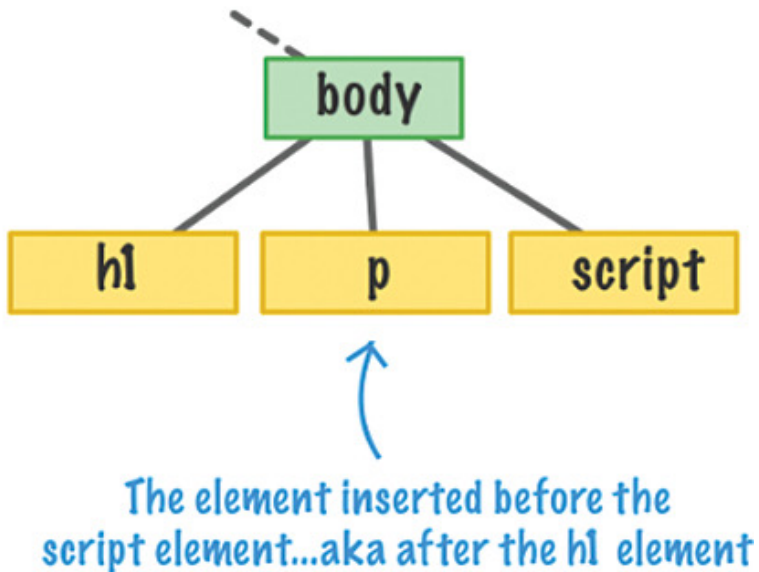 body
h1
p
script
The element inserted before the
script element...aka after the h1 element